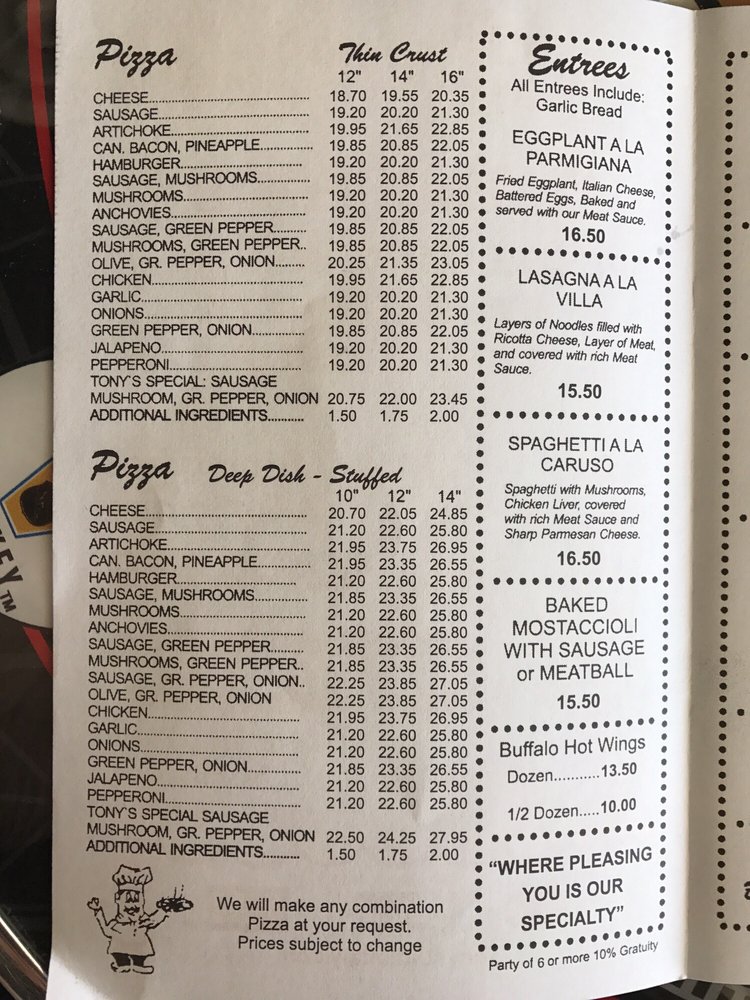 Pizza Thin Crust
12" 14" 16"
CHEESE 18.70 19.55 20.35
SAUSAGE 19.20 20.20 21.30
ARTICHOKE 19.95 21.65 22.85
CAN. BACON, PINEAPPLE 19.85 20.85 22.05
HAMBURGER 19.20 20.20 21.30
SAUSAGE, MUSHROOMS 19.85 20.85 22.05
MUSHROOMS 19.20 20.20 21.30
ANCHOVIES 19.20 20.20 21.30
SAUSAGE, GREEN PEPPER 19.85 20.85 22.05
MUSHROOMS, GREEN PEPPER.. 19.85 20.85 22.05
OLIVE, GR. PEPPER, ONION 20.25 21.35 23.05
CHICKEN 19.95 21.65 22.85
GARLIC 19.20 20.20 21.30
ONIONS 19.20 20.20 21.30
GREEN PEPPER, ONION 19.85 20.85 22.05
JALAPENO 19.20 20.20 21.30
PEPPERONI 19.20 20.20 21.30
TONY`S SPECIAL: SAUSAGE
MUSHROOM, GR. PEPPER, ONION 20.75 22.00 23.45
ADDITIONAL INGREDIENTS 1.50 1.75 2.00
Pizza Deep Dish - Stuffed
10" 12" 14"
CHEESE 20.70 22.05 24.85
SAUSAGE 21.20 22.60 25.80
ARTICHOKE 21.95 23.75 26.95
CAN. BACON, PINEAPPLE 21.85 23.35 26.55
HAMBURGER 21.20 22.60 25.80
SAUSAGE, MUSHROOMS 21.85 23.35 26.55
MUSHROOMS 21.20 22.60 25.80
ANCHOVIES 21.20 22.60 25.80
SAUSAGE, GREEN PEPPER 21.85 23.35 26.55
MUSHROOMS, GREEN PEPPER.. 21.85 23.35 26.55
SAUSAGE, GR. PEPPER, ONION.. 22.25 23.85 27.05
OLIVE, GR. PEPPER, ONION 22.25 23.85 27.05
CHICKEN 21.95 23.75 26.95
GARLIC 21.20 22.60 25.80
ONIONS 21.20 22.60 25.80
GREEN PEPPER, ONION 21.85 23.35 26.55
JALAPENO 21.20 22.60 25.80
PEPPERONI 21.20 22.60 25.80
TONY`S SPECIAL SAUSAGE
MUSHROOM, GR. PEPPER, ONION 22.50 24.25 27.95
ADDITIONAL INGREDIENTS 1.50 1.75 2.00
We will make any combination
Pizza at your request.
Prices subject to change
Entrees
All Entrees Include:
Garlic Bread
EGGPLANT A LA
PARMIGIANA
Fried Eggplant, Italian Cheese,
Battered Eggs, Baked and
served with our Meat Sauce.
16.50
LASAGNA A LA
VILLA
Layers of Noodles filled with
Ricotta Cheese, Layer of Meat,
and covered with rich Meat
Sauce.
15.50
SPAGHETTI A LA
CARUSO
Spaghetti with Mushrooms,
Chicken Liver, covered
with rich Meat Sauce and
Sharp Parmesan Cheese.
16.50
BAKED
MOSTACCIOLI
WITH SAUSAGE
or MEATBALL
15.50
Buffalo Hot Wings
Dozen...........13.50
1/2 Dozen.....10.00
"WHERE PLEASING
YOU IS OUR
SPECIALTY"
Party of 6 or more 10% Gratuity